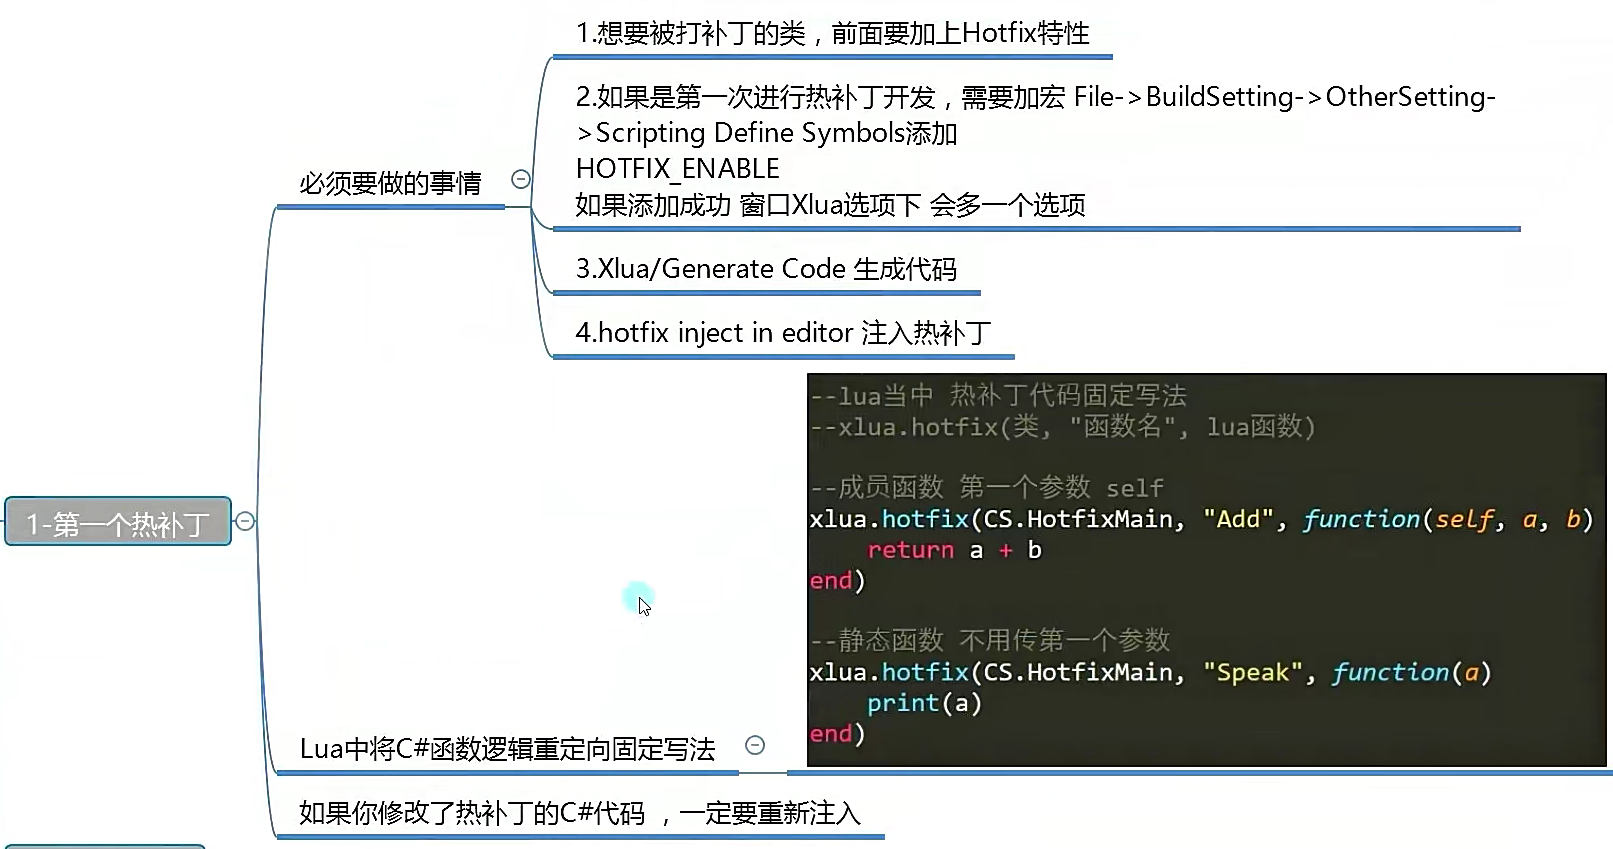 1.想要被打补丁的类，前面要加上Hotfix特性
2.如果是第一次进行热补丁开发，需要加宏 File->BuildSetting->OtherSetting-
>Scripting Define Symbols添加
HOTFIX_ENABLE
如果添加成功 窗口Xlua选项下 会多一个选项
必须要做的事情
3.Xlua/Generate Code 生成代码
4.hotfix inject in editor 注入热补丁
1-第一个热补丁
--lua当中 热补丁代码固定写法
--xlua.hotfix(类, "函数名", lua函数)
--成员函数 第一个参数 self
xlua.hotfix(CS.HotfixMain, "Add", function(self, a, b)
return a + b
end)
--静态函数 不用传第一个参数
xlua.hotfix(CS.HotfixMain, "Speak", function(a)
print(a)
end)
Lua中将C#函数逻辑重定向固定写法
如果你修改了热补丁的C#代码 ，一定要重新注入